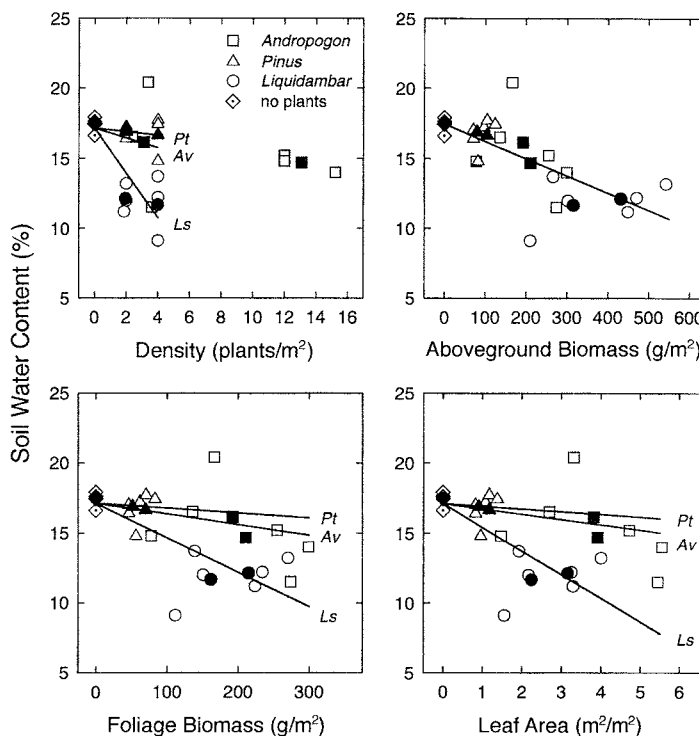 Soil Water Content (%)
25
20
15
10
5
0 2 4 6 8 10 12 14 16
Density (plants/m²)
Andropogon
Pinus
Liquidambar
no plants
Pt
Av
Ls
25
20
15
10
5
0 100 200 300 400 500 600
Aboveground Biomass (g/m²)
25
20
15
10
5
0 100 200 300
Foliage Biomass (g/m²)
Pt
Av
Ls
25
20
15
10
5
0 1 2 3 4 5 6
Leaf Area (m²/m²)
Pt
Av
Ls